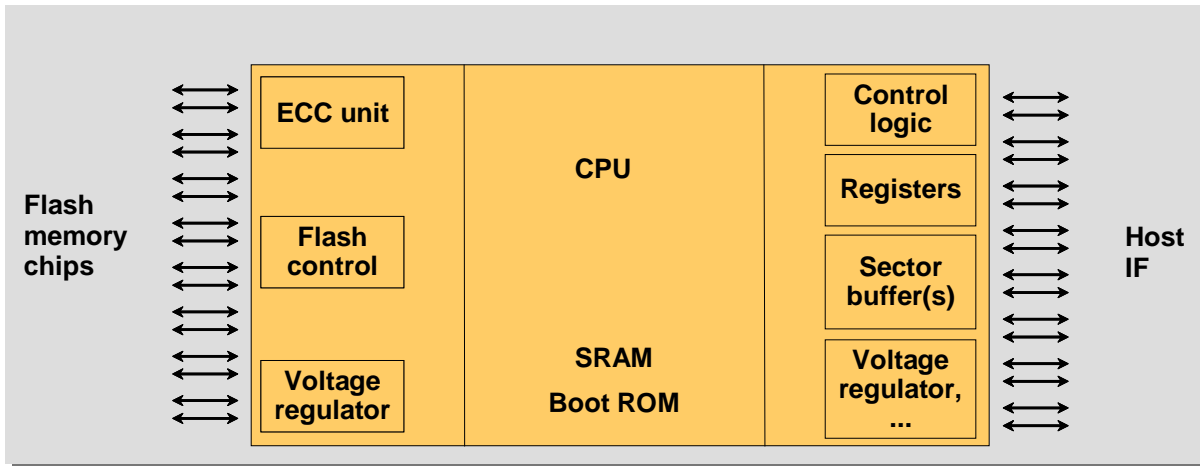 Flash
memory
chips
ECC unit
Flash
control
Voltage
regulator
CPU
SRAM
Boot ROM
Control
logic
Registers
Sector
buffer(s)
Voltage
regulator,
...
Host
IF